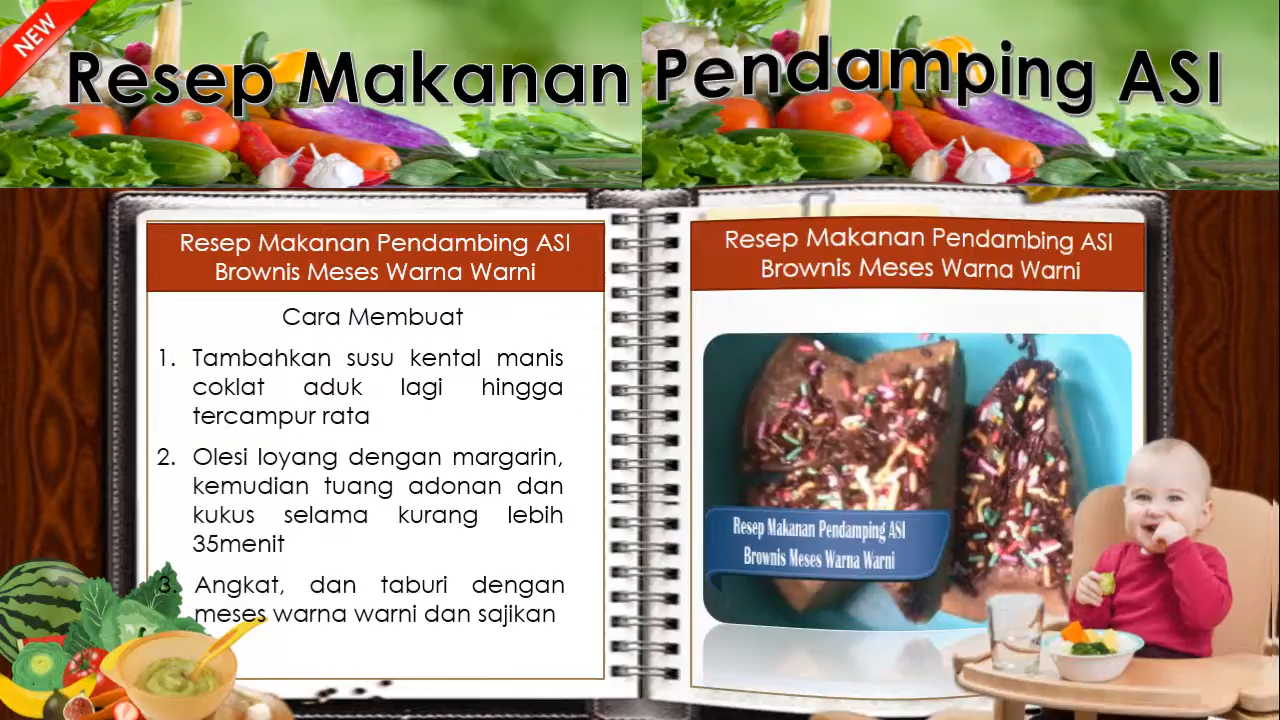 NEW
Resep Makanan Pendamping ASI
Resep Makanan Pendambing ASI
Brownis Meses Warna Warni
Cara Membuat
1. Tambahkan susu kental manis
coklat aduk lagi hingga
tercampur rata
2. Olesi loyang dengan margarin,
kemudian tuang adonan dan
kukus selama kurang lebih
35menit
3. Angkat, dan taburi dengan
meses warna warni dan sajikan
Resep Makanan Pendambing ASI
Brownis Meses Warna Warni
Resep Makanan Pendamping ASI
Brownis Meses Warna Warni